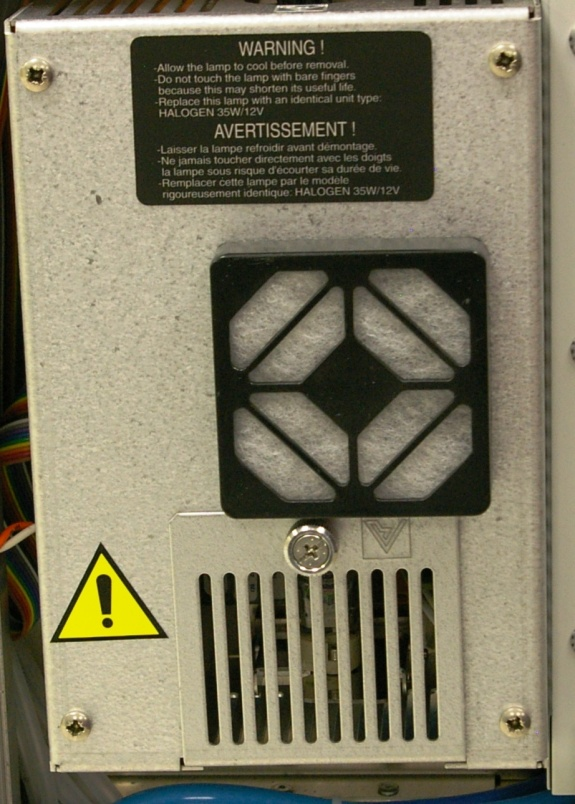 WARNING !
-Allow the lamp to cool before removal.
-Do not touch the lamp with bare fingers
because this may shorten its useful life.
-Replace this lamp with an identical unit type:
HALOGEN 35W/12V
AVERTISSEMENT !
-Laisser la lampe refroidir avant démontage.
-Ne jamais toucher directement avec les doigts
la lampe sous risque d'écourter sa durée de vie.
-Remplacer cette lampe par le modèle
rigoureusement identique: HALOGEN 35W/12V
!